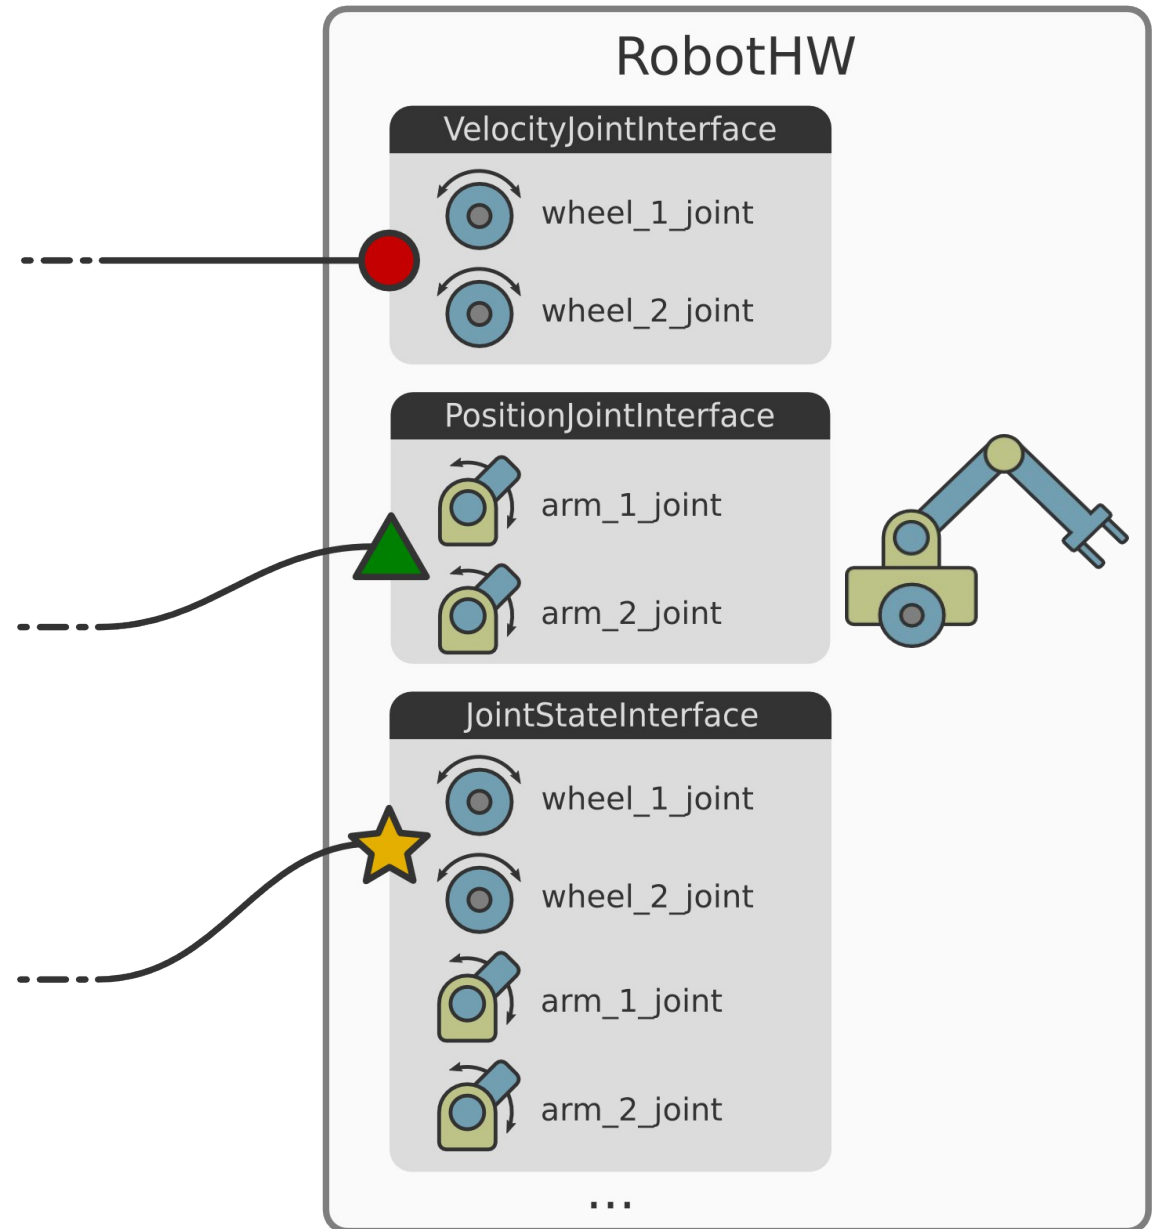 RobotHW
VelocityJointInterface
wheel_1_joint
wheel_2_joint
PositionJointInterface
arm_1_joint
arm_2_joint
JointStateInterface
wheel_1_joint
wheel_2_joint
arm_1_joint
arm_2_joint
...